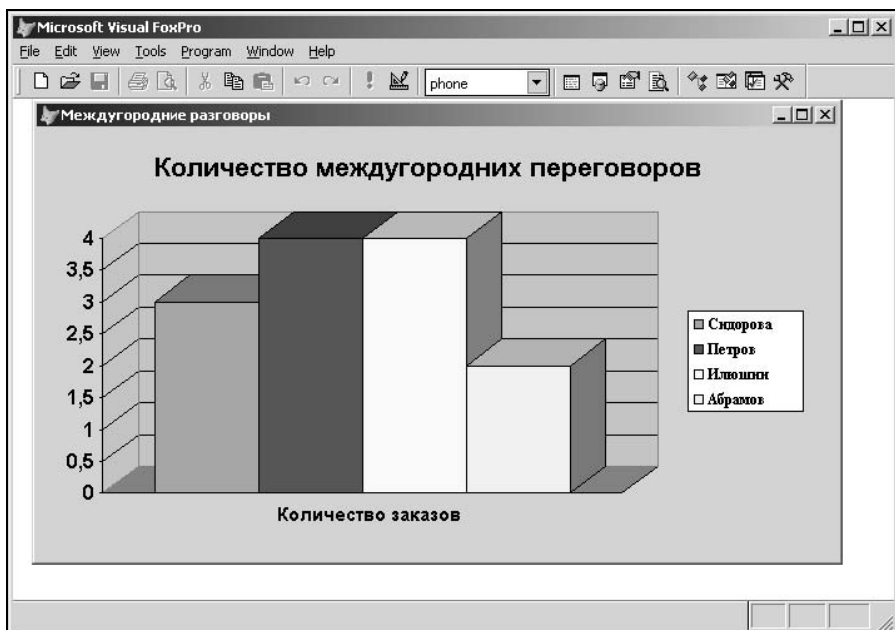 Microsoft Visual FoxPro
File Edit View Tools Program Window Help
phone
Междугородние разговоры
Количество междугородних переговоров
4
3,5
3
2,5
2
1,5
1
0,5
0
Количество заказов
Сидорова
Петров
Илюшин
Абрамов